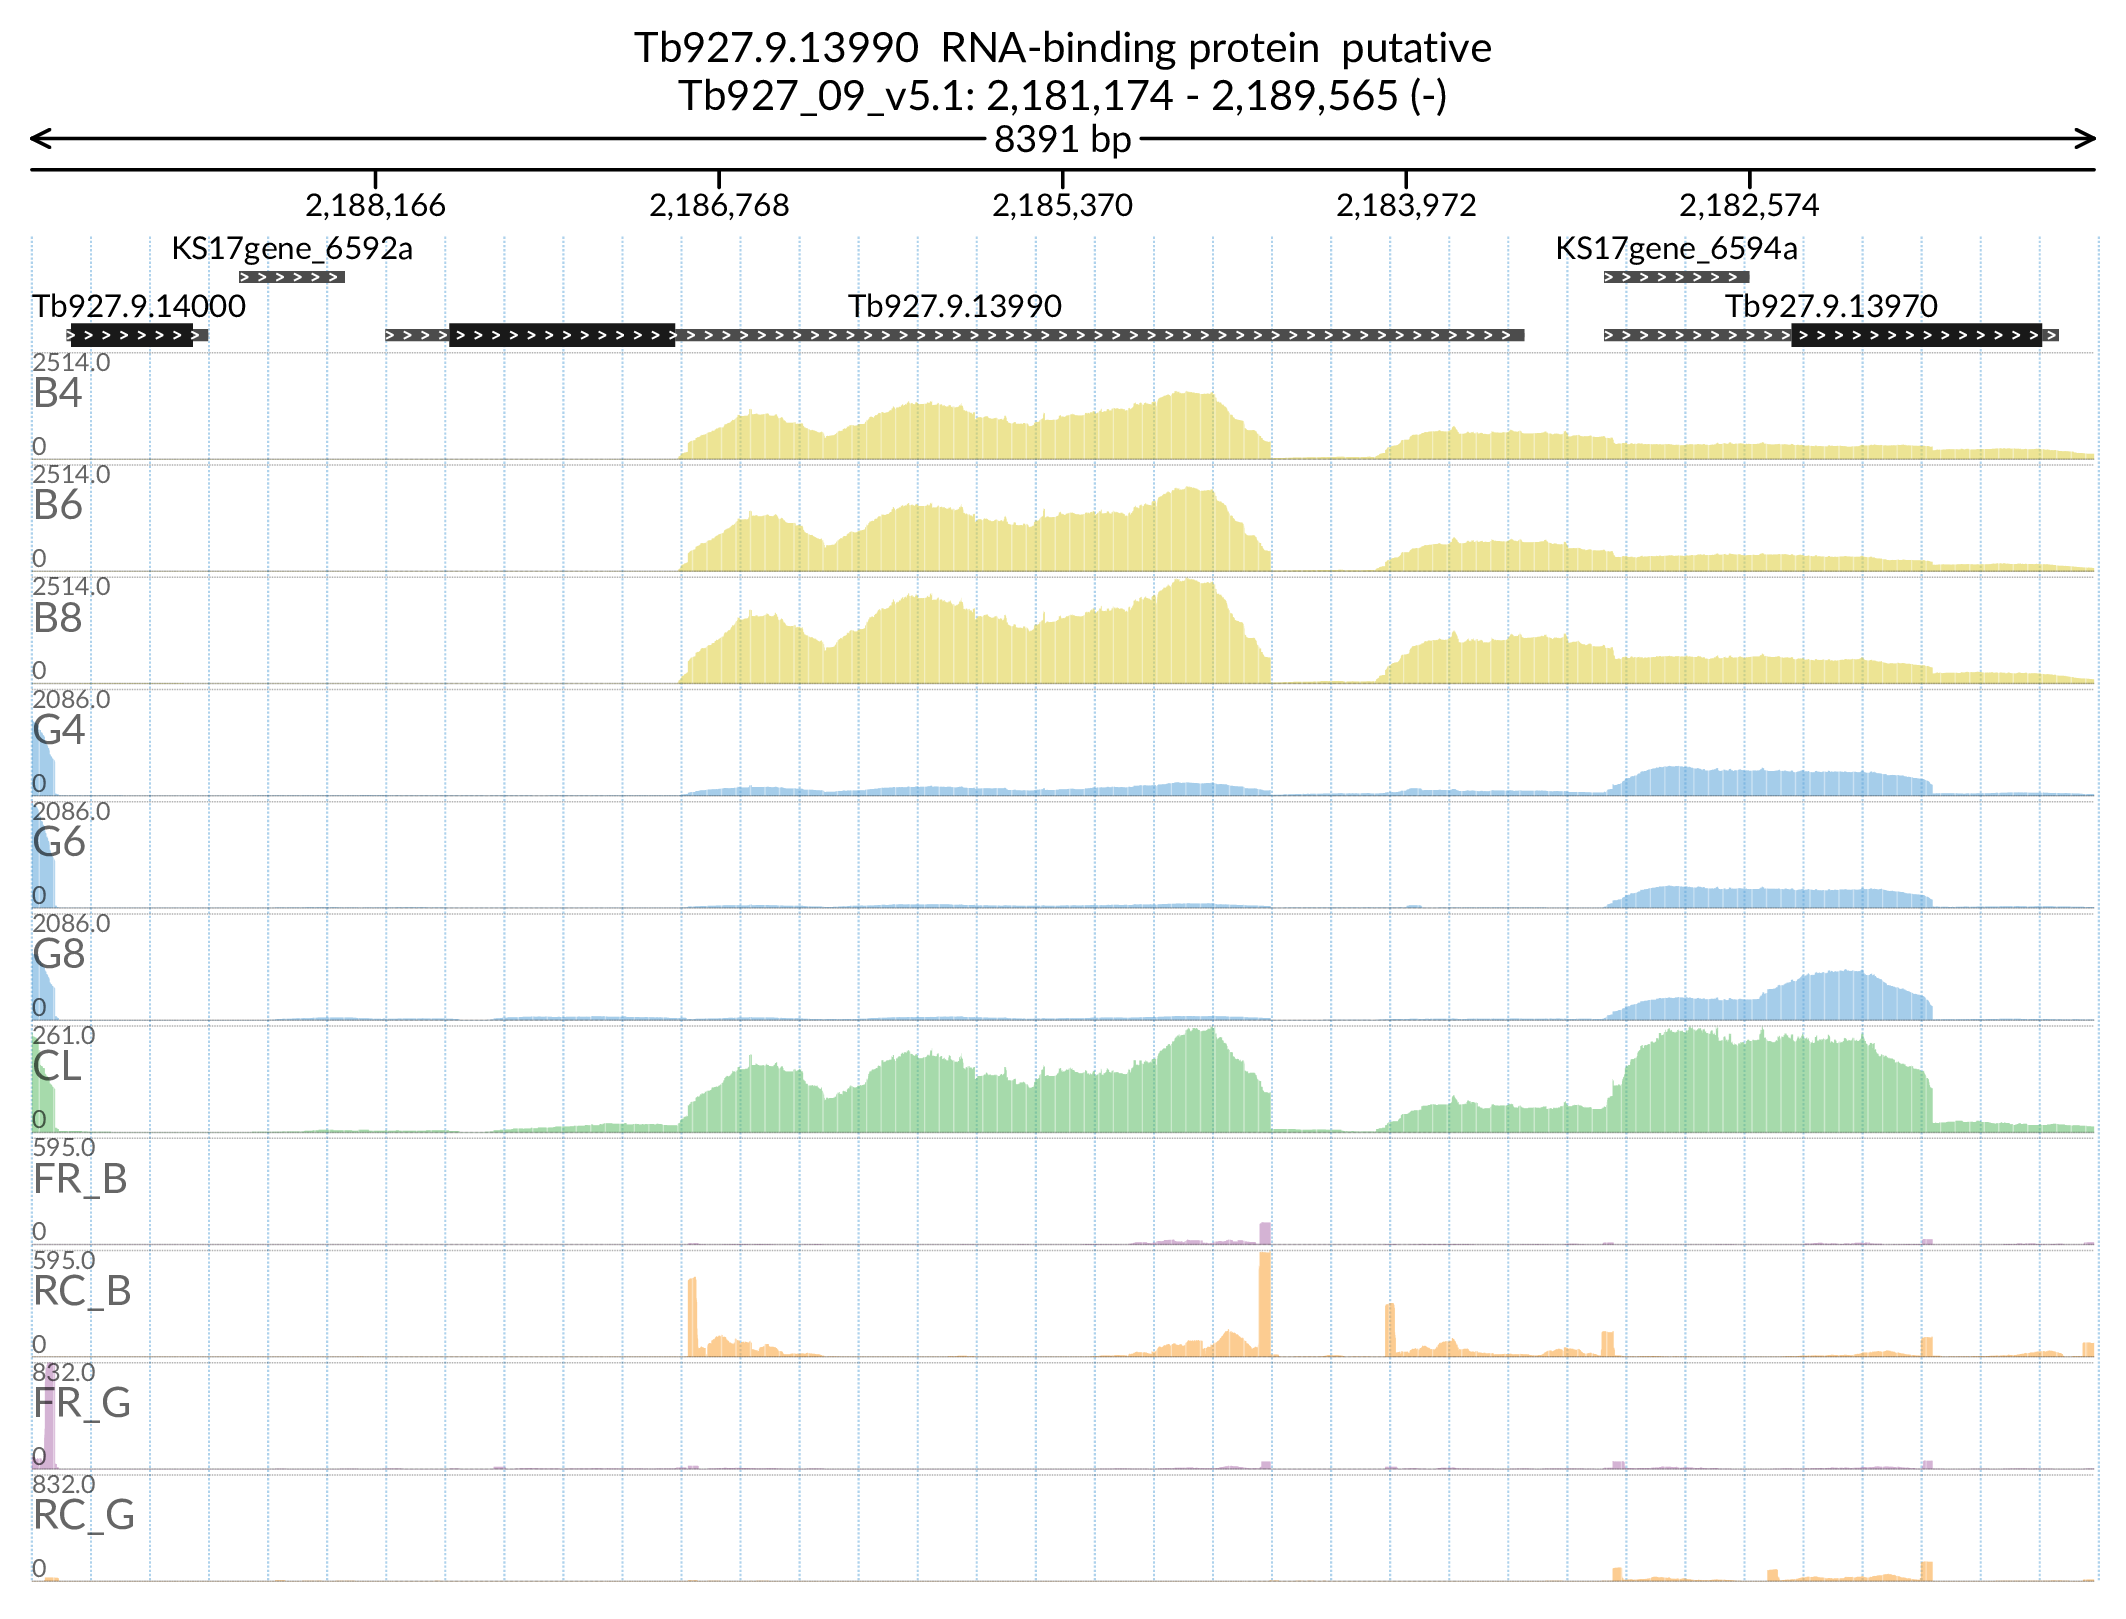 Tb927.9.13990  RNA-binding protein  putative
Tb927_09_v5.1: 2,181,174 - 2,189,565 (-)
8391 bp
2,188,166 2,186,768 2,185,370 2,183,972 2,182,574
KS17gene_6592a KS17gene_6594a
Tb927.9.14000 Tb927.9.13990 Tb927.9.13970
2514.0
B4
0
2514.0
B6
0
2514.0
B8
0
2086.0
G4
0
2086.0
G6
0
2086.0
G8
0
261.0
CL
0
595.0
FR_B
0
595.0
RC_B
0
832.0
FR_G
0
832.0
RC_G
0